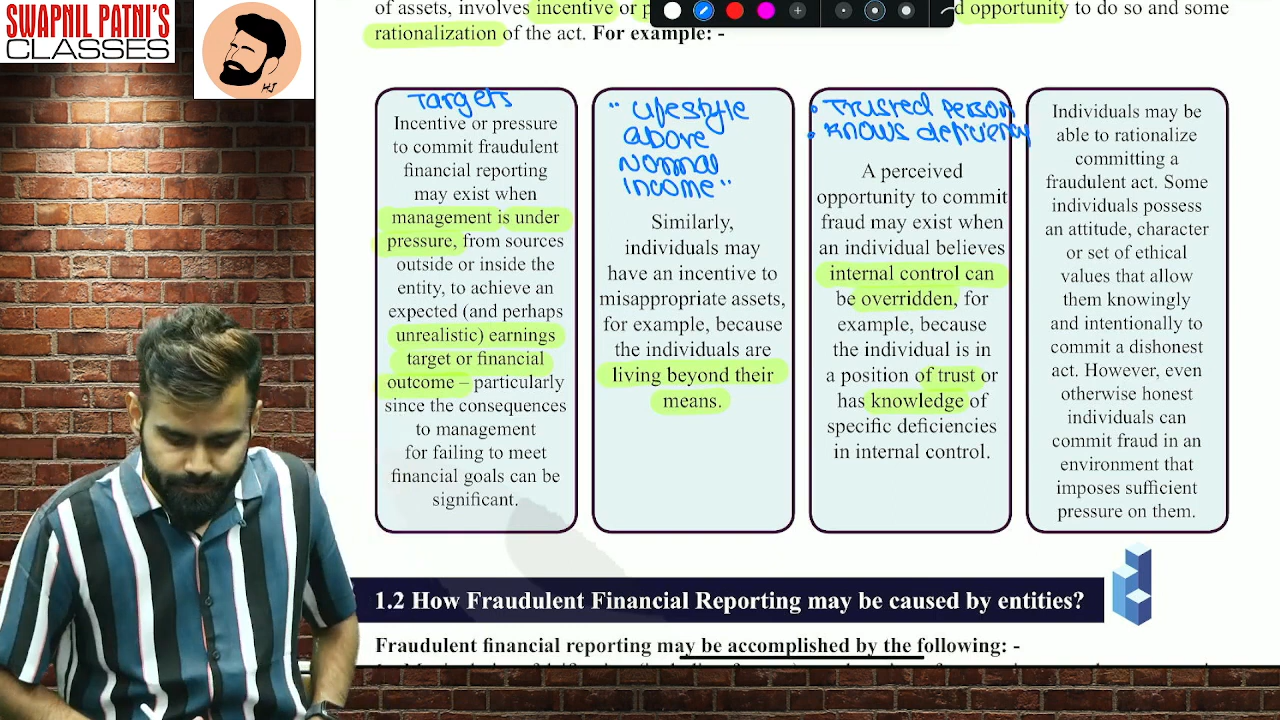 SWAPNIL PATNI'S
CLASSES
of assets, involves incentive or
d opportunity to do so and some
rationalization of the act. For example: -
Targets
Incentive or pressure
to commit fraudulent
financial reporting
may exist when
management is under
pressure, from sources
outside or inside the
entity, to achieve an
expected (and perhaps
unrealistic) earnings
target or financial
outcome – particularly
since the consequences
to management
for failing to meet
financial goals can be
significant.
" Lifestyle
above
Normal
Income "
Similarly,
individuals may
have an incentive to
misappropriate assets,
for example, because
the individuals are
living beyond their
means.
• Trusted Person
• Knows deficiency
A perceived
opportunity to commit
fraud may exist when
an individual believes
internal control can
be overridden, for
example, because
the individual is in
a position of trust or
has knowledge of
specific deficiencies
in internal control.
Individuals may be
able to rationalize
committing a
fraudulent act. Some
individuals possess
an attitude, character
or set of ethical
values that allow
them knowingly
and intentionally to
commit a dishonest
act. However, even
otherwise honest
individuals can
commit fraud in an
environment that
imposes sufficient
pressure on them.
1.2 How Fraudulent Financial Reporting may be caused by entities?
Fraudulent financial reporting may be accomplished by the following: -